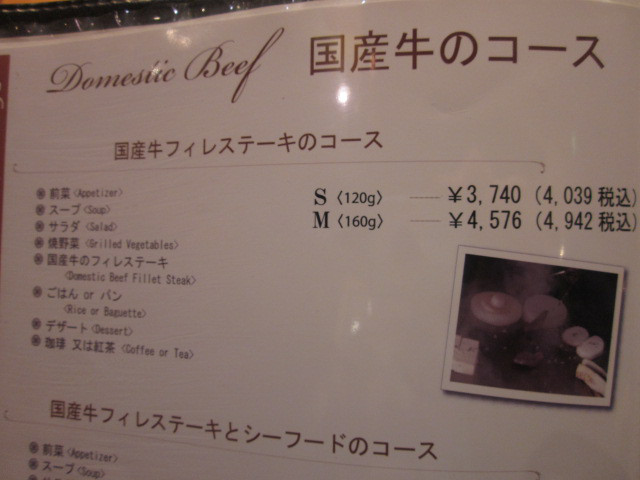 Domestic Beef 国産牛のコース
国産牛フィレステーキのコース
S〈120g〉 ¥3,740 (4,039税込)
M〈160g〉 ¥4,576 (4,942税込)
前菜〈Appetizer〉
スープ〈Soup〉
サラダ〈Salad〉
焼野菜〈Grilled Vegetables〉
国産牛のフィレステーキ
〈Domestic Beef Fillet Steak〉
ごはん or パン
〈Rice or Baguette〉
デザート〈Dessert〉
珈琲 又は紅茶〈Coffee or Tea〉
国産牛フィレステーキとシーフードのコース
前菜〈Appetizer〉
スープ〈Soup〉